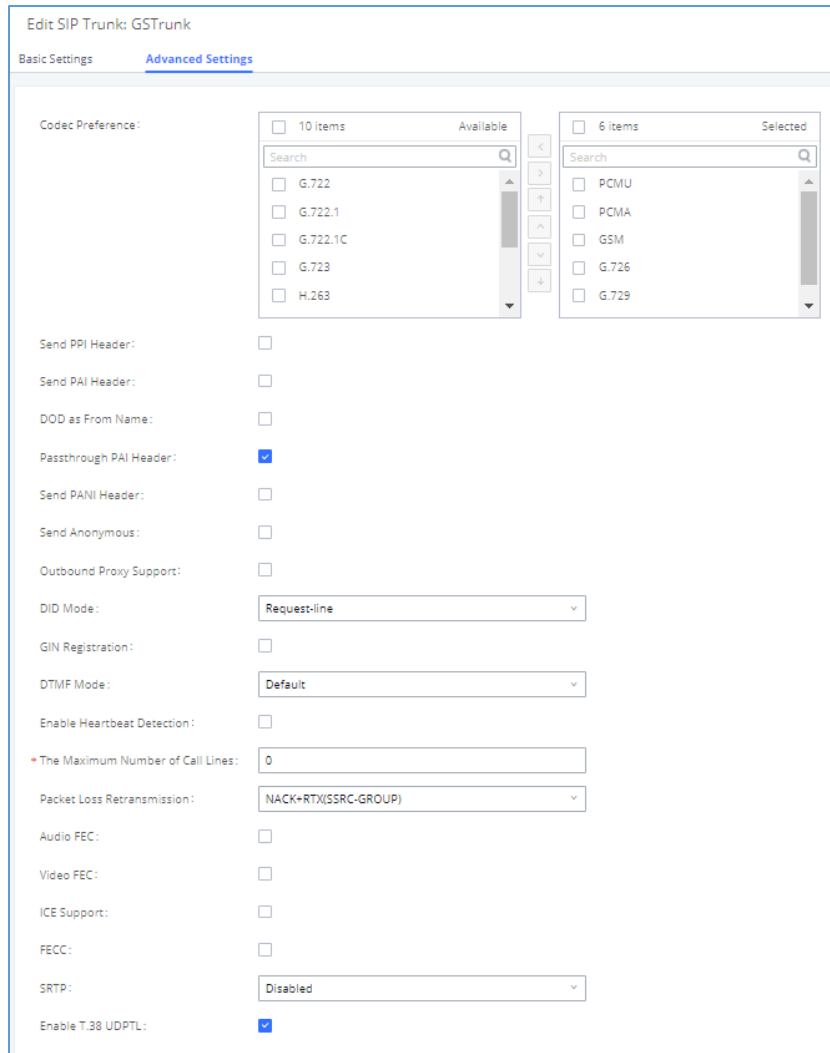 Edit SIP Trunk: GSTrunk
Basic Settings Advanced Settings
Codec Preference:
10 items Available
6 items Selected
Search
Search
G.722
PCMU
G.722.1
PCMA
G.722.1C
GSM
G.723
G.726
H.263
G.729
Send PPI Header:
Send PAI Header:
DOD as From Name:
Passthrough PAI Header:
Send PANI Header:
Send Anonymous:
Outbound Proxy Support:
DID Mode: Request-line
GIN Registration:
DTMF Mode: Default
Enable Heartbeat Detection:
* The Maximum Number of Call Lines: 0
Packet Loss Retransmission: NACK+RTX(SSRC-GROUP)
Audio FEC:
Video FEC:
ICE Support:
FECC:
SRTP: Disabled
Enable T.38 UDPTL: